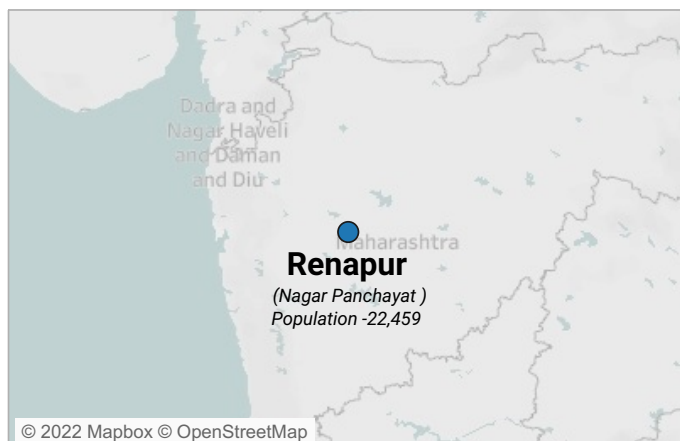 Dadra and
Nagar Haveli
and Daman
and Diu
Maharashtra
Renapur
(Nagar Panchayat )
Population -22,459
© 2022 Mapbox © OpenStreetMap